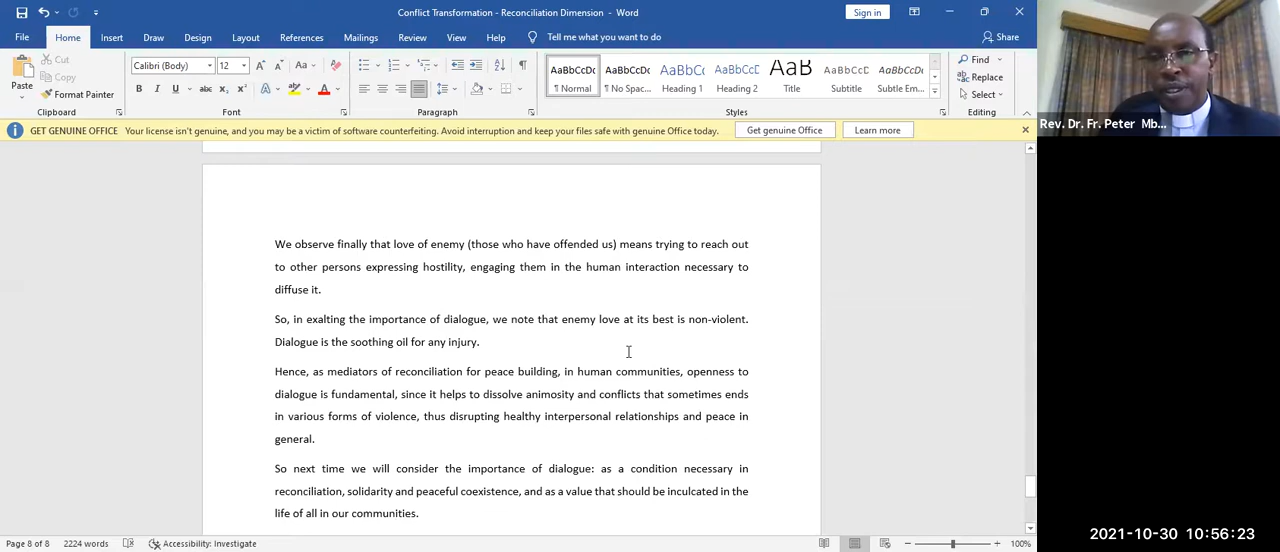 Conflict Transformation - Reconciliation Dimension - Word
Sign in
File Home Insert Draw Design Layout References Mailings Review View Help Tell me what you want to do Share
Paste
Cut
Copy
Format Painter
Clipboard
Calibri (Body) 12
Font
Paragraph
AaBbCcDc AaBbCcDc AaBbCc AaBbCcD AaB AaBbCcD AaBbCcDc
¶ Normal ¶ No Spac... Heading 1 Heading 2 Title Subtitle Subtle Em...
Styles
Find
Replace
Select
Editing
GET GENUINE OFFICE Your license isn't genuine, and you may be a victim of software counterfeiting. Avoid interruption and keep your files safe with genuine Office today. Get genuine Office Learn more
Rev. Dr. Fr. Peter Mb...
We observe finally that love of enemy (those who have offended us) means trying to reach out
to other persons expressing hostility, engaging them in the human interaction necessary to
diffuse it.
So, in exalting the importance of dialogue, we note that enemy love at its best is non-violent.
Dialogue is the soothing oil for any injury.
Hence, as mediators of reconciliation for peace building, in human communities, openness to
dialogue is fundamental, since it helps to dissolve animosity and conflicts that sometimes ends
in various forms of violence, thus disrupting healthy interpersonal relationships and peace in
general.
So next time we will consider the importance of dialogue: as a condition necessary in
reconciliation, solidarity and peaceful coexistence, and as a value that should be inculcated in the
life of all in our communities.
Page 8 of 8 2224 words Accessibility: Investigate 100%
2021-10-30 10:56:23